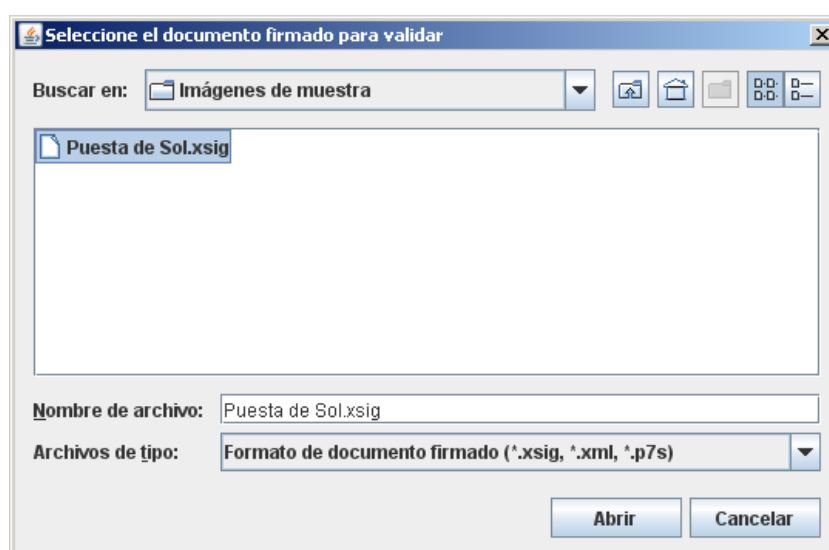 Seleccione el documento firmado para validar
Buscar en: Imágenes de muestra
Puesta de Sol.xsig
Nombre de archivo: Puesta de Sol.xsig
Archivos de tipo: Formato de documento firmado (*.xsig, *.xml, *.p7s)
Abrir Cancelar